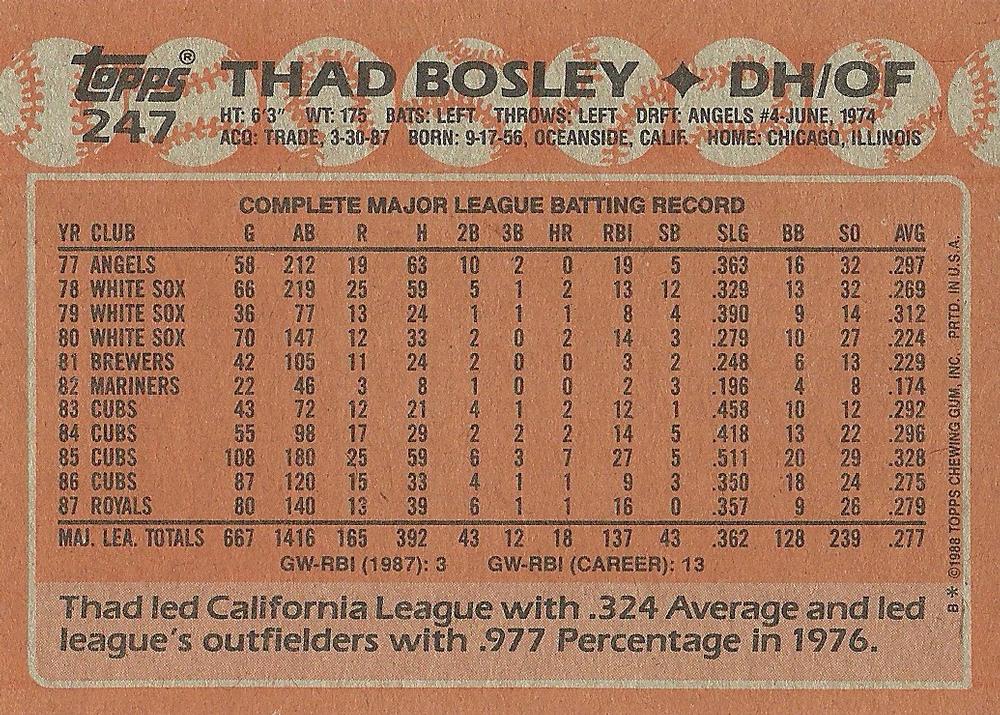 topps® THAD BOSLEY ✦ DH/OF
247 HT: 6'3" WT: 175 BATS: LEFT THROWS: LEFT DRFT: ANGELS #4-JUNE, 1974
ACQ: TRADE, 3-30-87 BORN: 9-17-56, OCEANSIDE, CALIF. HOME: CHICAGO, ILLINOIS
COMPLETE MAJOR LEAGUE BATTING RECORD
YR CLUB G AB R H 2B 3B HR RBI SB SLG BB SO AVG
77 ANGELS 58 212 19 63 10 2 0 19 5 .363 16 32 .297
78 WHITE SOX 66 219 25 59 5 1 2 13 12 .329 13 32 .269
79 WHITE SOX 36 77 13 24 1 1 1 8 4 .390 9 14 .312
80 WHITE SOX 70 147 12 33 2 0 2 14 3 .279 10 27 .224
81 BREWERS 42 105 11 24 2 0 0 3 2 .248 6 13 .229
82 MARINERS 22 46 3 8 1 0 0 2 3 .196 4 8 .174
83 CUBS 43 72 12 21 4 1 2 12 1 .458 10 12 .292
84 CUBS 55 98 17 29 2 2 2 14 5 .418 13 22 .296
85 CUBS 108 180 25 59 6 3 7 27 5 .511 20 29 .328
86 CUBS 87 120 15 33 4 1 1 9 3 .350 18 24 .275
87 ROYALS 80 140 13 39 6 1 1 16 0 .357 9 26 .279
MAJ. LEA. TOTALS 667 1416 165 392 43 12 18 137 43 .362 128 239 .277
GW-RBI (1987): 3 GW-RBI (CAREER): 13
Thad led California League with .324 Average and led
league's outfielders with .977 Percentage in 1976.
B * ©1988 TOPPS CHEWING GUM, INC. PRTD. IN U.S.A.